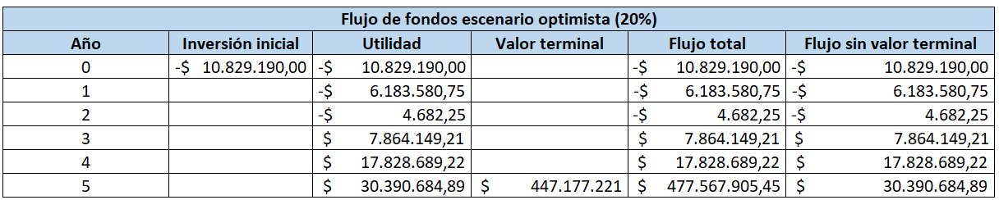 Flujo de fondos escenario optimista (20%)
Año Inversión inicial Utilidad Valor terminal Flujo total Flujo sin valor terminal
0 -$ 10.829.190,00 -$ 10.829.190,00 -$ 10.829.190,00 -$ 10.829.190,00
1 -$ 6.183.580,75 -$ 6.183.580,75 -$ 6.183.580,75
2 -$ 4.682,25 -$ 4.682,25 -$ 4.682,25
3 $ 7.864.149,21 $ 7.864.149,21 $ 7.864.149,21
4 $ 17.828.689,22 $ 17.828.689,22 $ 17.828.689,22
5 $ 30.390.684,89 $ 447.177.221 $ 477.567.905,45 $ 30.390.684,89